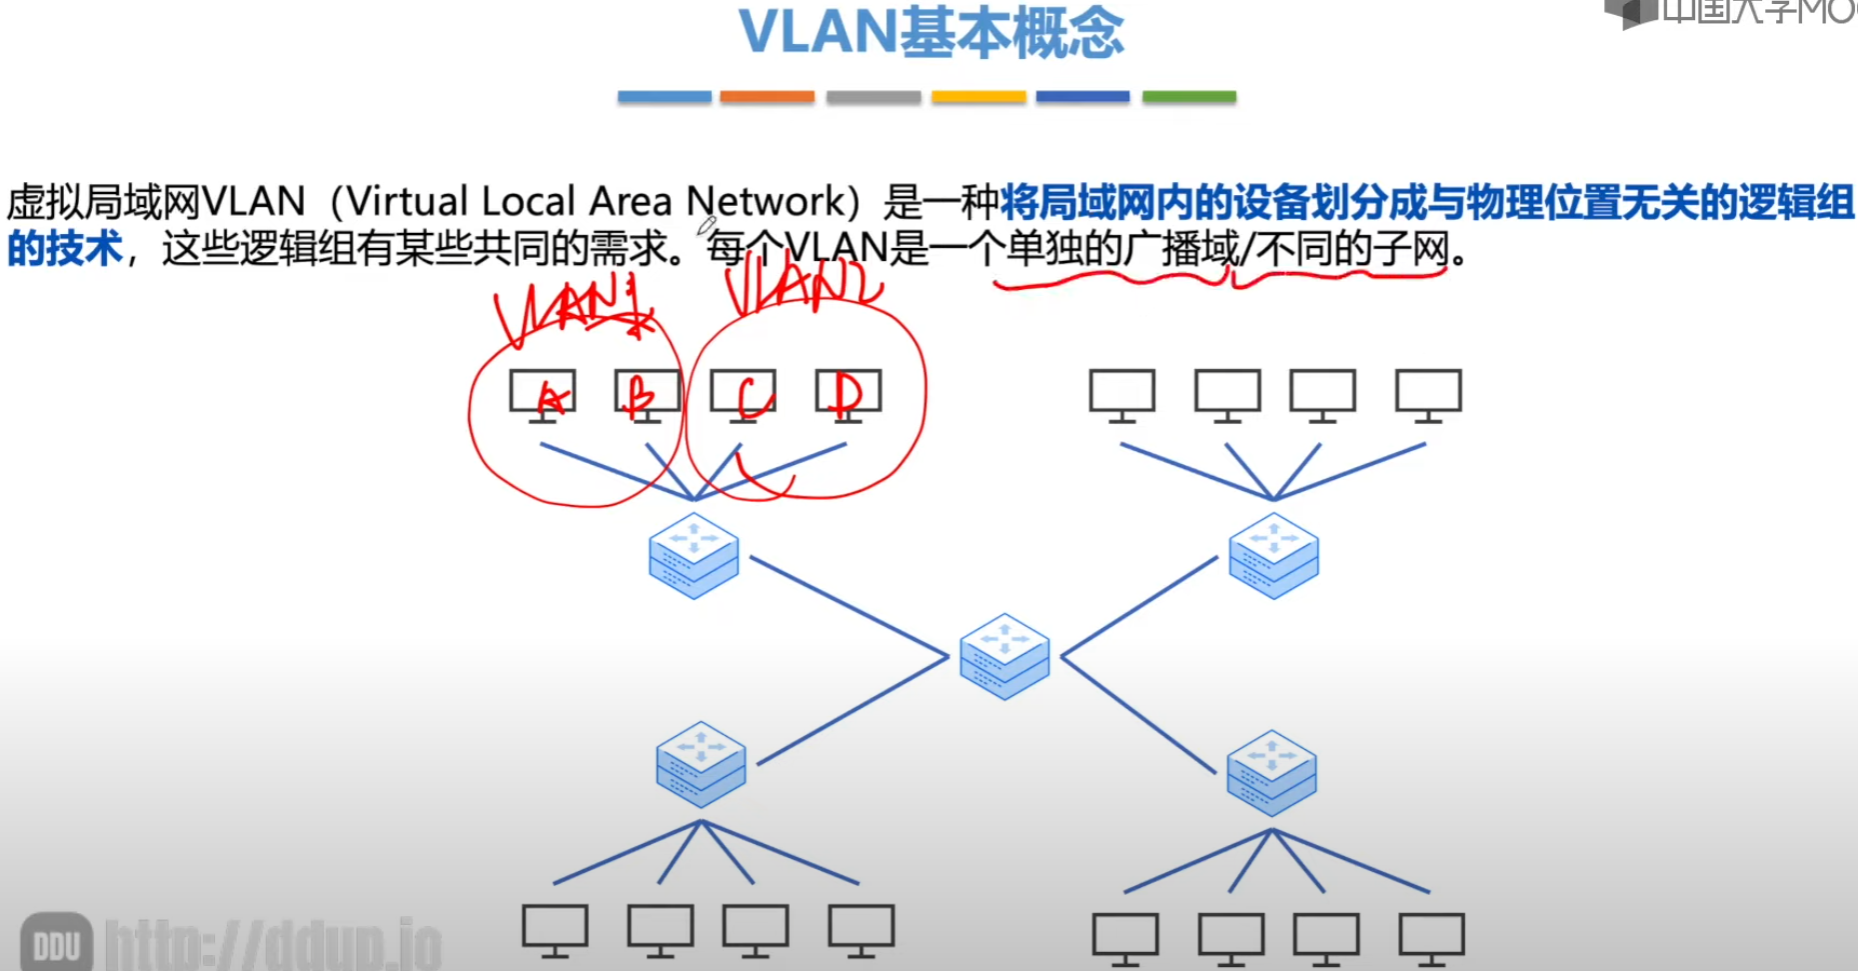 VLAN基本概念
中国大学MO
虚拟局域网VLAN（Virtual Local Area Network）是一种将局域网内的设备划分成与物理位置无关的逻辑组
的技术，这些逻辑组有某些共同的需求。每个VLAN是一个单独的广播域/不同的子网。
VLAN1 VLAN2
A B C D
DDU http://ddup.io